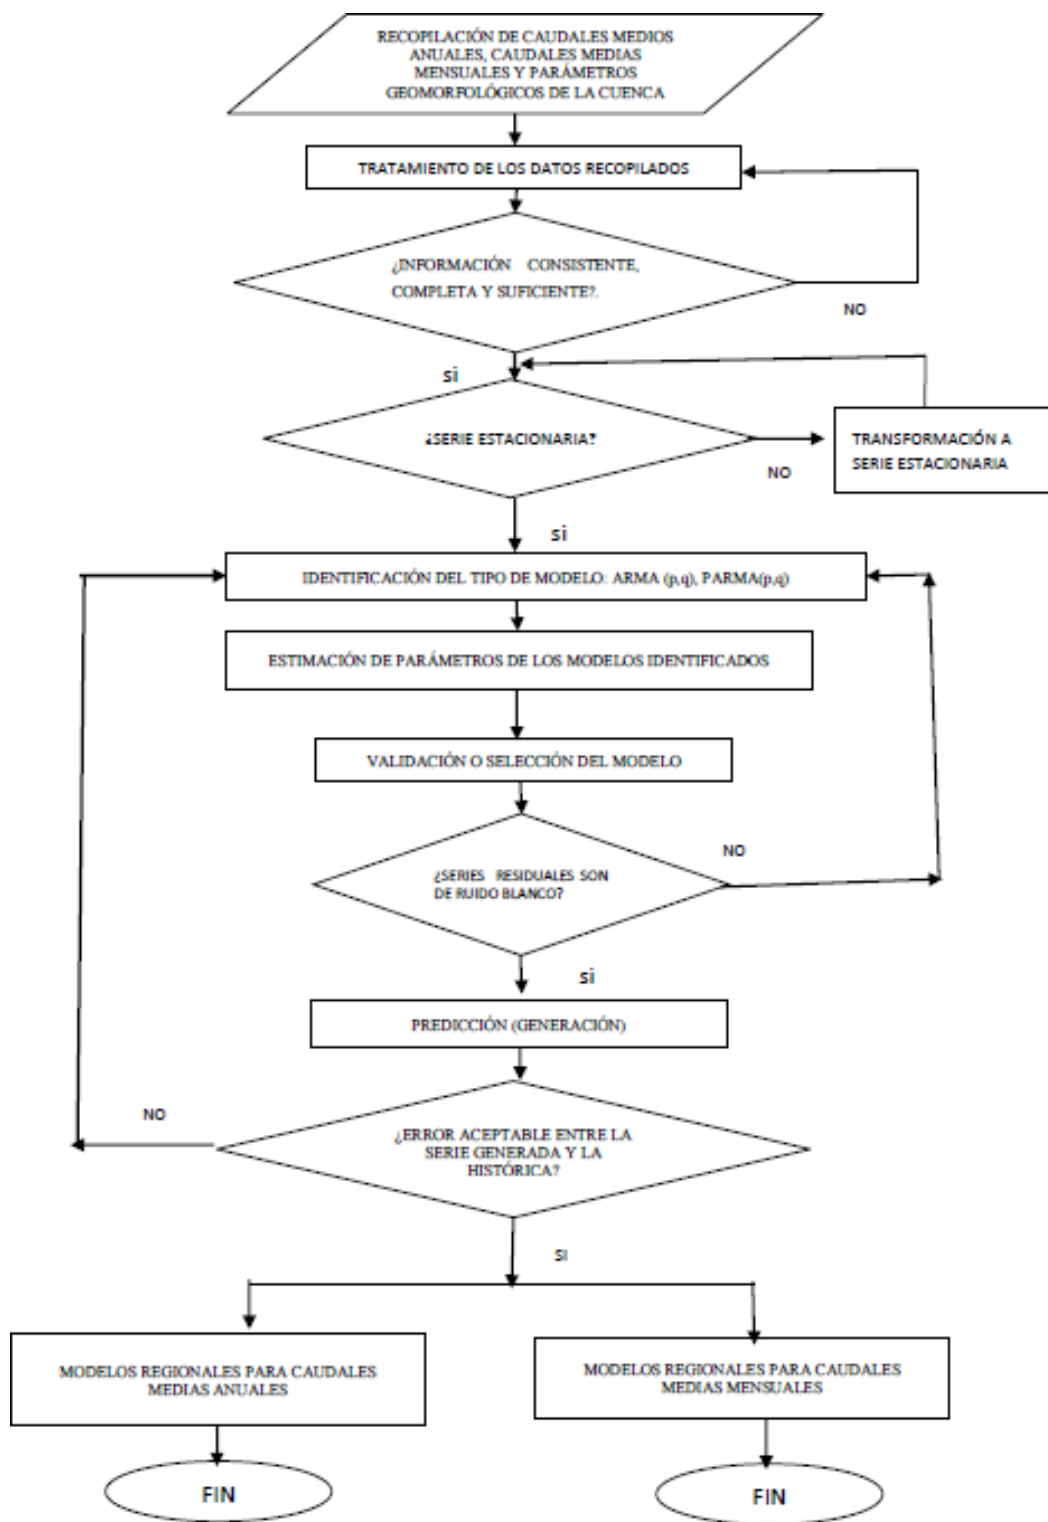 RECOPILACIÓN DE CAUDALES MEDIOS
ANUALES, CAUDALES MEDIAS
MENSUALES Y PARÁMETROS
GEOMORFOLÓGICOS DE LA CUENCA
TRATAMIENTO DE LOS DATOS RECOPILADOS
¿INFORMACIÓN CONSISTENTE,
COMPLETA Y SUFICIENTE?.
NO
si
¿SERIE ESTACIONARIA?
NO
TRANSFORMACIÓN A
SERIE ESTACIONARIA
si
IDENTIFICACIÓN DEL TIPO DE MODELO: ARMA (p,q), PARMA(p,q)
ESTIMACIÓN DE PARÁMETROS DE LOS MODELOS IDENTIFICADOS
VALIDACIÓN O SELECCIÓN DEL MODELO
NO
¿SERIES RESIDUALES SON
DE RUIDO BLANCO?
si
PREDICCIÓN (GENERACIÓN)
NO
¿ERROR ACEPTABLE ENTRE LA
SERIE GENERADA Y LA
HISTÓRICA?
SI
MODELOS REGIONALES PARA CAUDALES
MEDIAS ANUALES
MODELOS REGIONALES PARA CAUDALES
MEDIAS MENSUALES
FIN
FIN